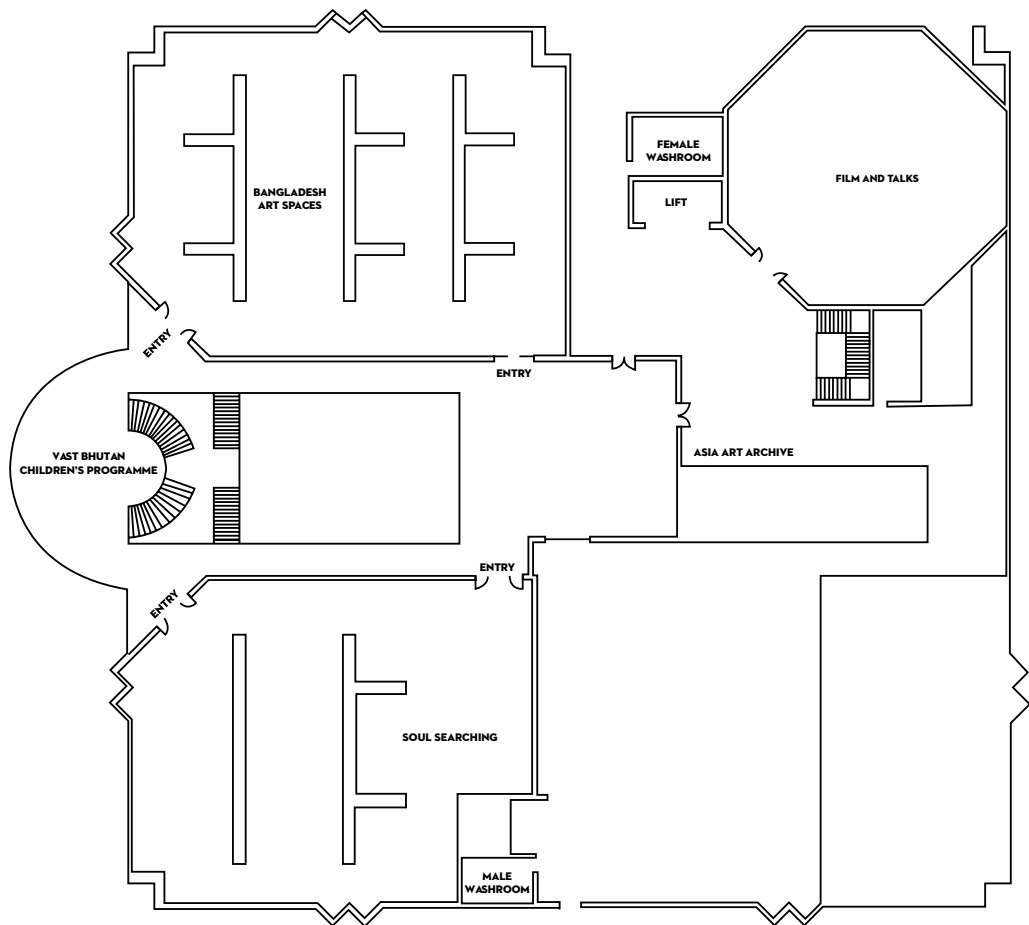 FEMALE
WASHROOM
FILM AND TALKS
BANGLADESH
ART SPACES
LIFT
ENTRY
ENTRY
VAST BHUTAN
CHILDREN'S PROGRAMME
ASIA ART ARCHIVE
ENTRY
ENTRY
SOUL SEARCHING
MALE
WASHROOM